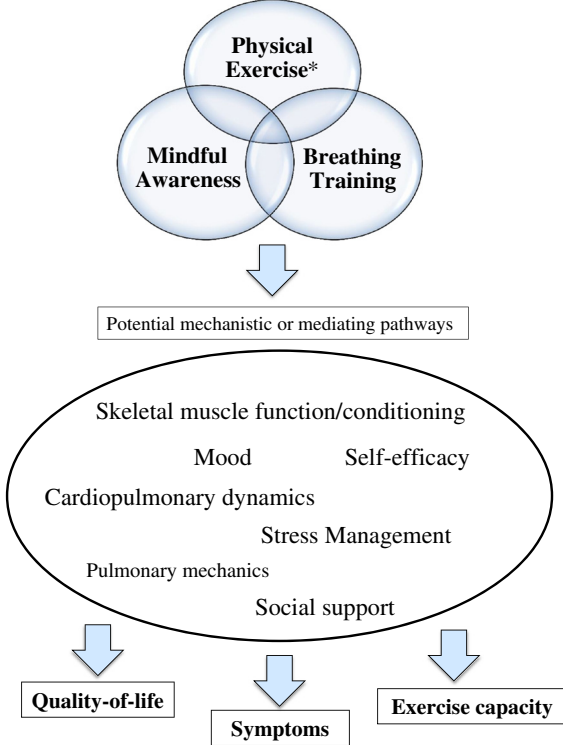 Physical
Exercise*
Mindful
Awareness
Breathing
Training
Potential mechanistic or mediating pathways
Skeletal muscle function/conditioning
Mood
Self-efficacy
Cardiopulmonary dynamics
Stress Management
Pulmonary mechanics
Social support
Quality-of-life
Symptoms
Exercise capacity